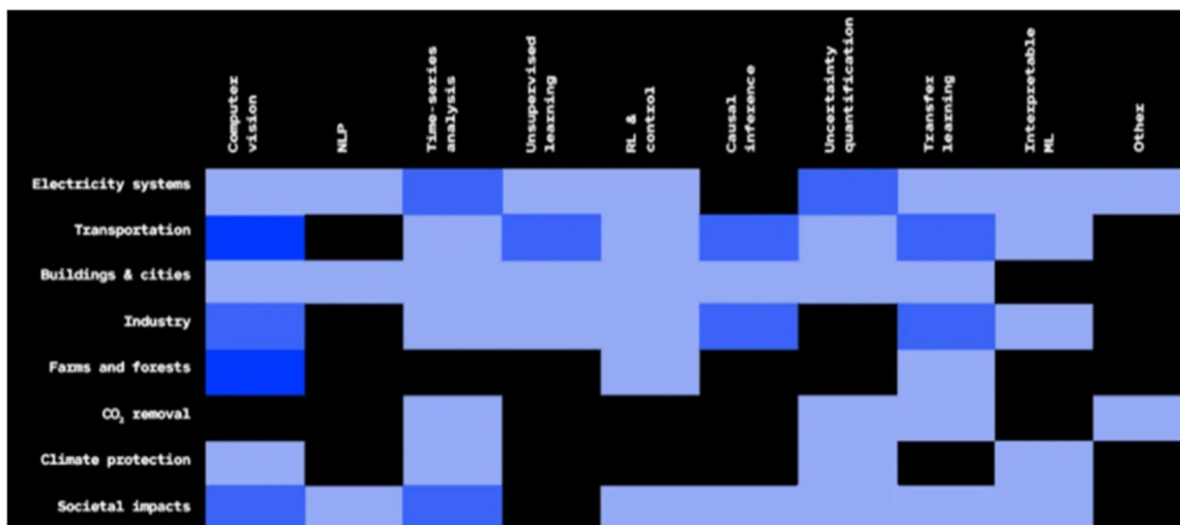 Computer
vision
NLP
Time-series
analysis
Unsupervised
learning
RL &
control
Causal
inference
Uncertainty
quantification
Transfer
learning
Interpretable
ML
Other
Electricity systems
Transportation
Buildings & cities
Industry
Farms and forests
CO₂ removal
Climate protection
Societal impacts